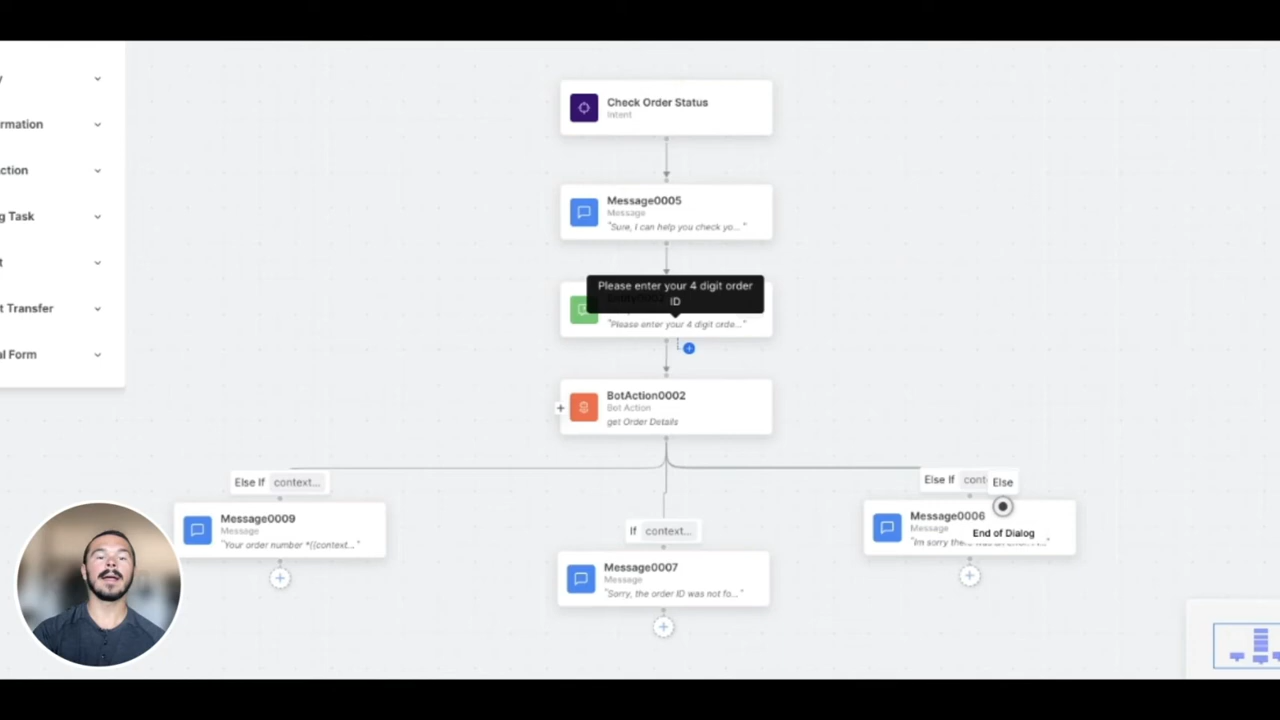 Check Order Status
Intent
Message0005
Message
"Sure, I can help you check yo... "
Please enter your 4 digit order
ID
"Please enter your 4 digit orde..."
BotAction0002
Bot Action
get Order Details
Else If context...
Message0009
Message
"Your order number *{{context... "
If context...
Message0007
Message
"Sorry, the order ID was not fo..."
Else If cont
Else
Message0006
Message
"Im sorry
End of Dialog
y
rmation
ction
g Task
t
t Transfer
al Form